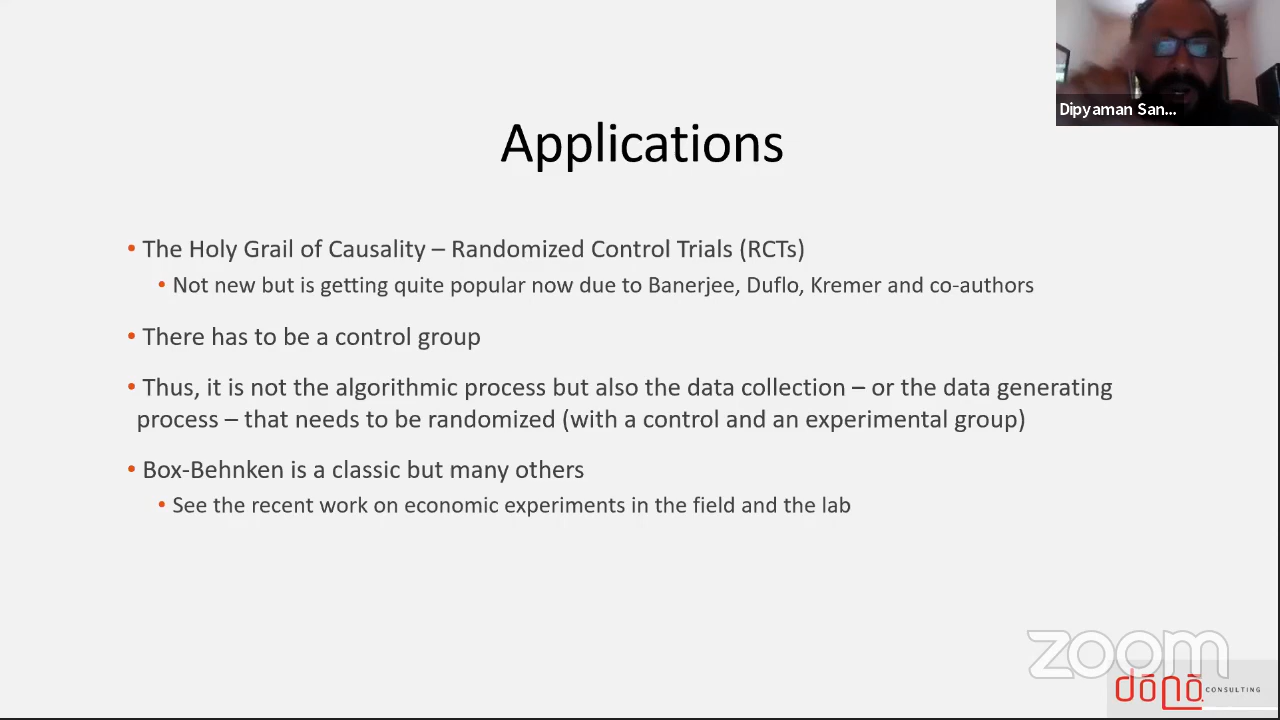 Dipyaman San...
Applications
• The Holy Grail of Causality – Randomized Control Trials (RCTs)
• Not new but is getting quite popular now due to Banerjee, Duflo, Kremer and co-authors
• There has to be a control group
• Thus, it is not the algorithmic process but also the data collection – or the data generating
process – that needs to be randomized (with a control and an experimental group)
• Box-Behnken is a classic but many others
• See the recent work on economic experiments in the field and the lab
zoom
CONSULTING